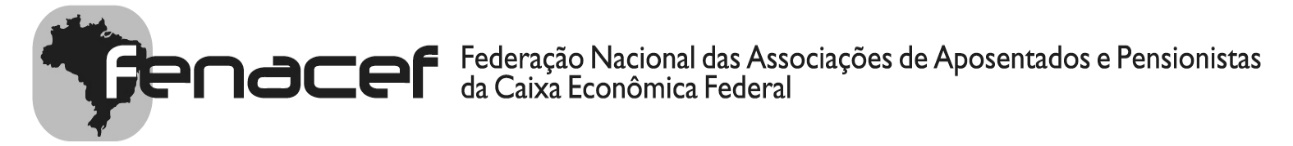 fenacef
Federação Nacional das Associações de Aposentados e Pensionistas
da Caixa Econômica Federal